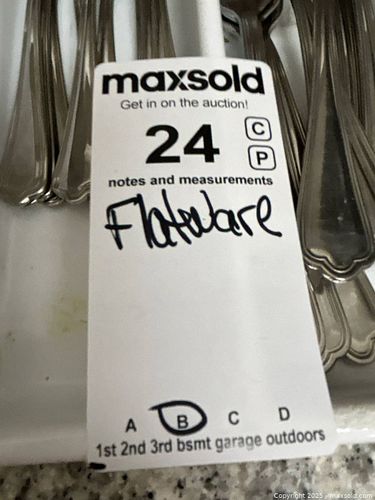 maxsold
Get in on the auction!
24 C
P
notes and measurements
Flatware
A B C D
1st 2nd 3rd bsmt garage outdoors
Copyright 2025 | www.maxsold.com